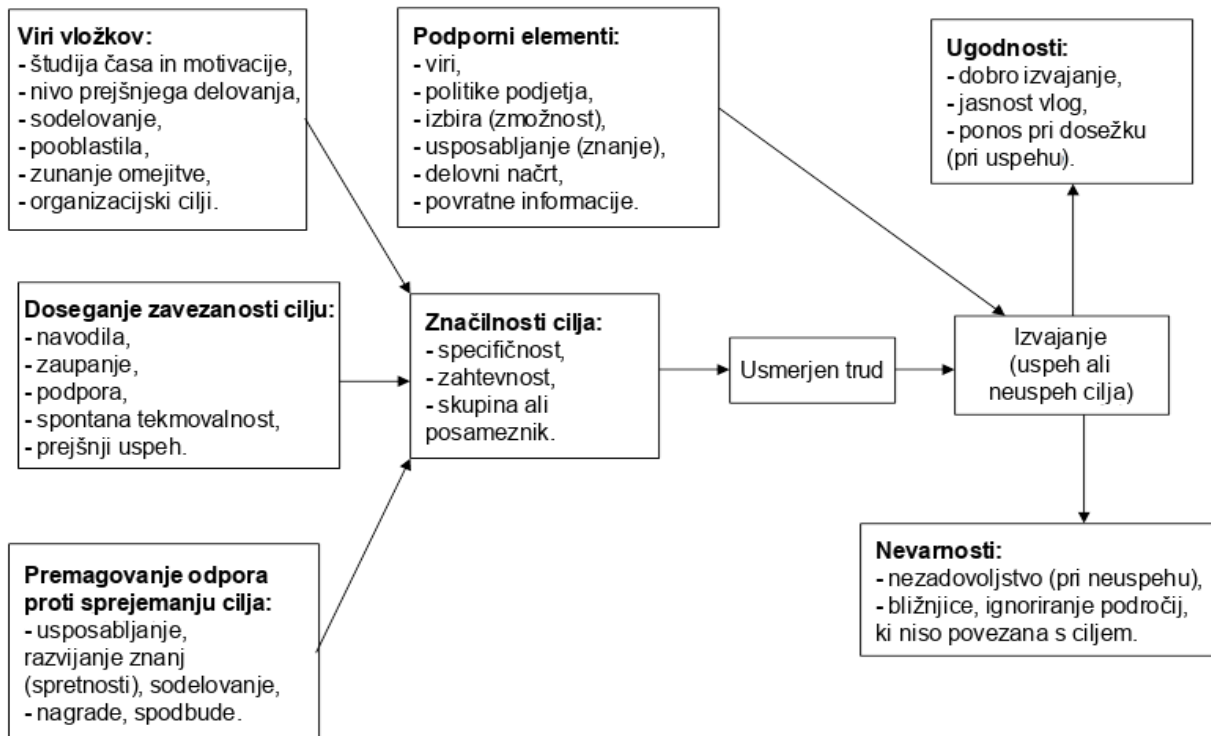 Viri vložkov:
- študija časa in motivacije,
- nivo prejšnjega delovanja,
- sodelovanje,
- pooblastila,
- zunanje omejitve,
- organizacijski cilji.
Podporni elementi:
- viri,
- politike podjetja,
- izbira (zmožnost),
- usposabljanje (znanje),
- delovni načrt,
- povratne informacije.
Ugodnosti:
- dobro izvajanje,
- jasnost vlog,
- ponos pri dosežku
(pri uspehu).
Doseganje zavezanosti cilju:
- navodila,
- zaupanje,
- podpora,
- spontana tekmovalnost,
- prejšnji uspeh.
Značilnosti cilja:
- specifičnost,
- zahtevnost,
- skupina ali
posameznik.
Usmerjen trud
Izvajanje
(uspeh ali
neuspeh cilja)
Premagovanje odpora
proti sprejemanju cilja:
- usposabljanje,
razvijanje znanj
(spretnosti), sodelovanje,
- nagrade, spodbude.
Nevarnosti:
- nezadovoljstvo (pri neuspehu),
- bližnjice, ignoriranje področij,
ki niso povezana s ciljem.